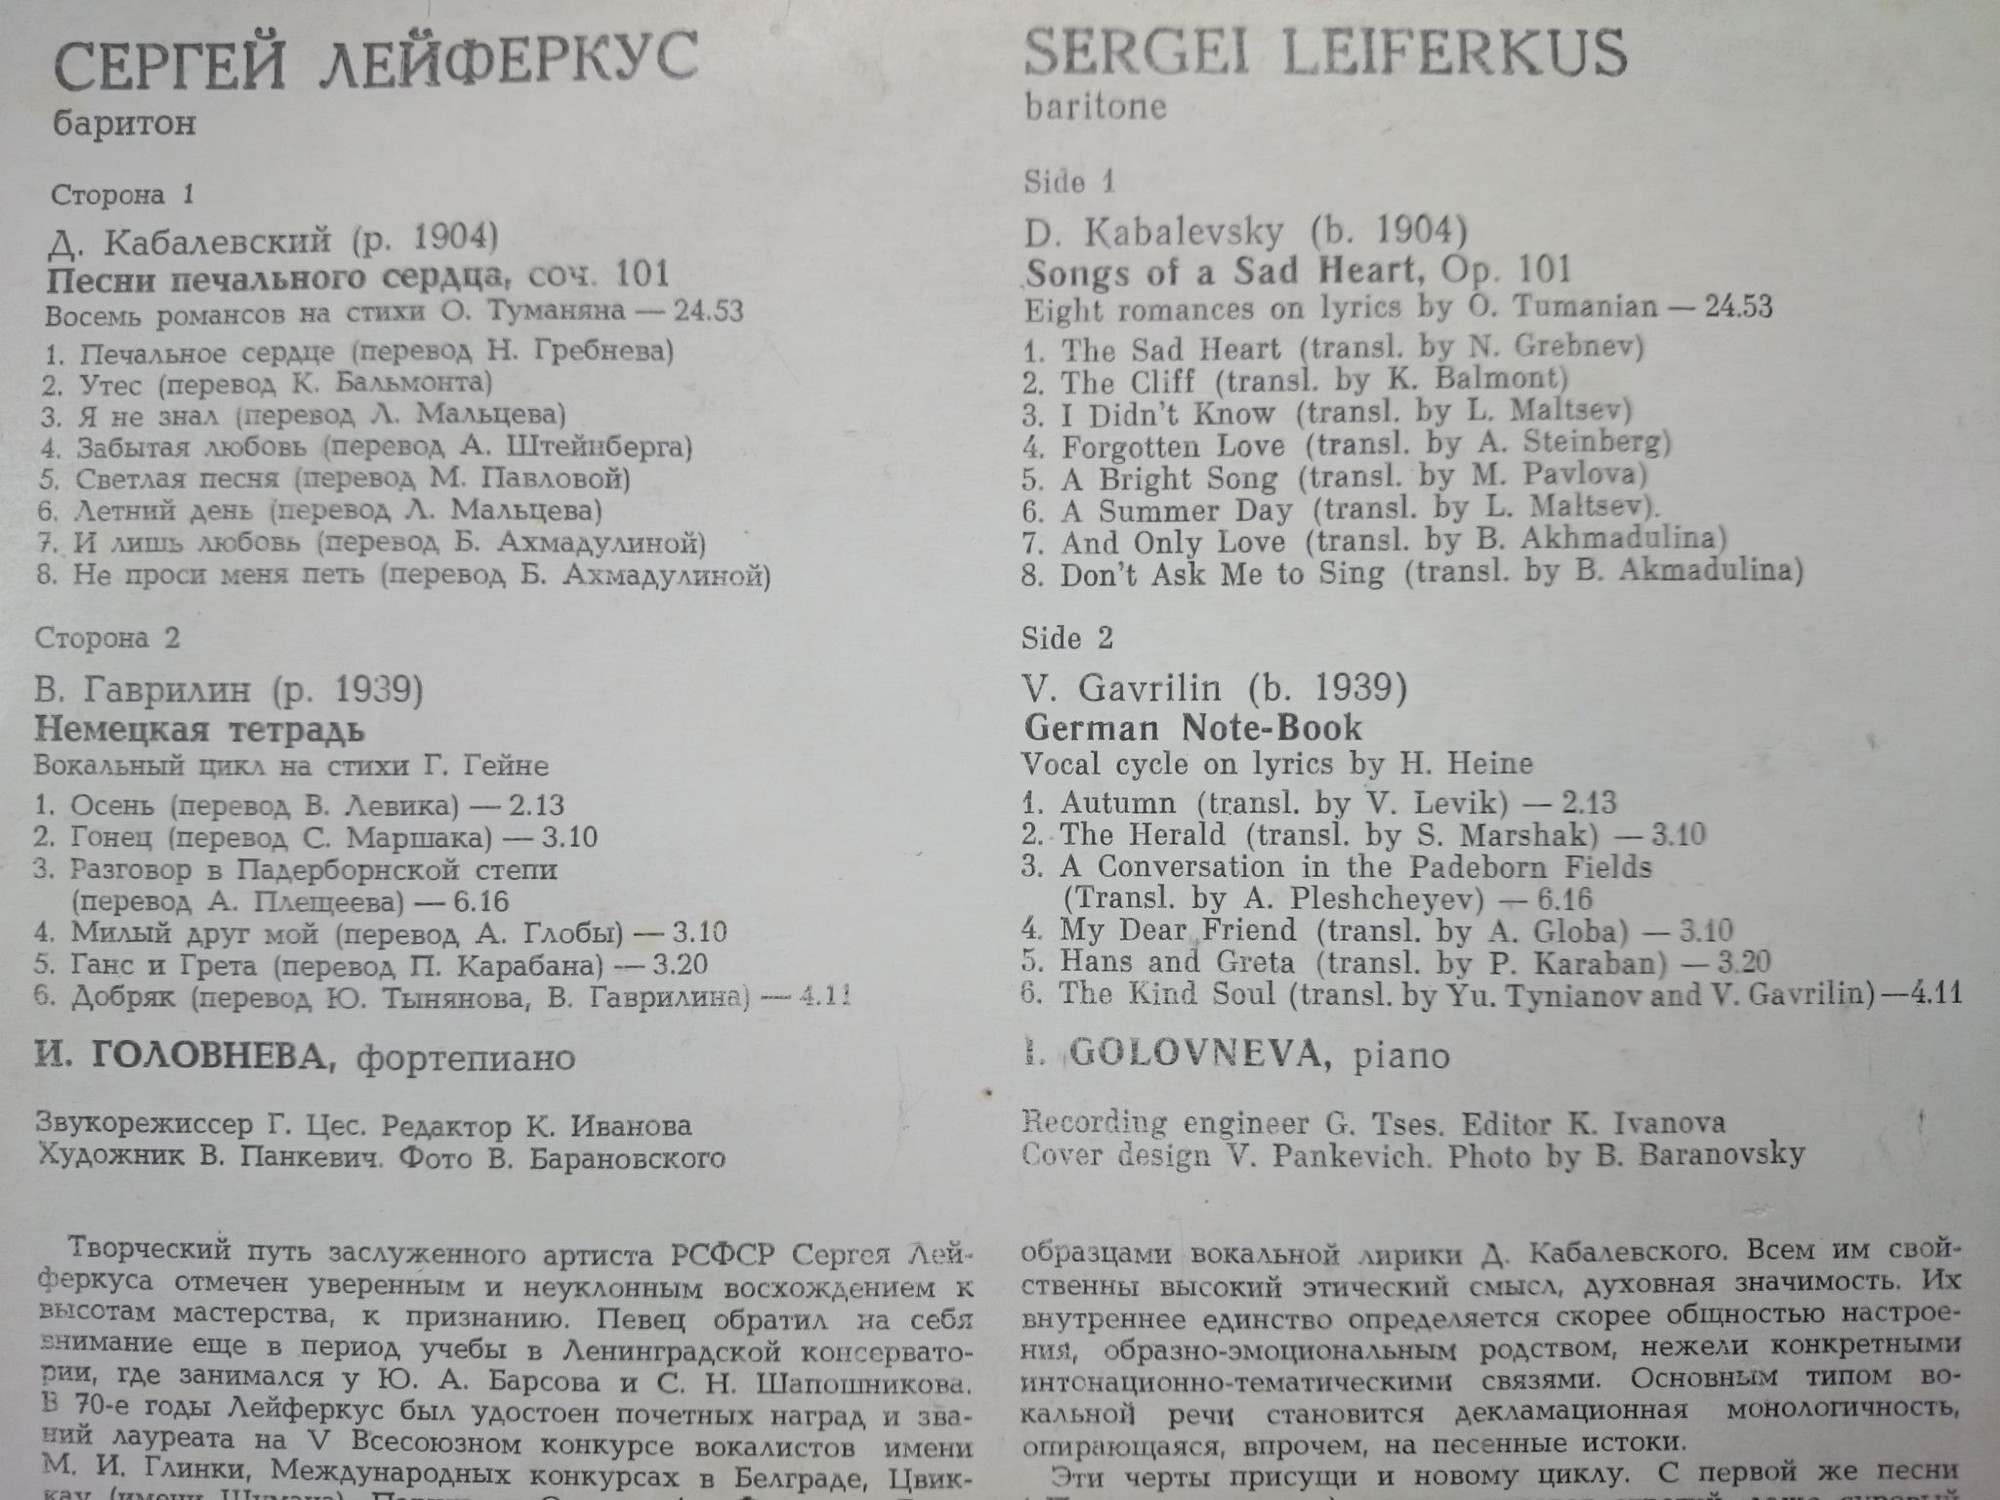 СЕРГЕЙ ЛЕЙФЕРКУС
баритон
Сторона 1
Д. Кабалевский (р. 1904)
Песни печального сердца, соч. 101
Восемь романсов на стихи О. Туманяна — 24.53
1. Печальное сердце (перевод Н. Гребнева)
2. Утес (перевод К. Бальмонта)
3. Я не знал (перевод Л. Мальцева)
4. Забытая любовь (перевод А. Штейнберга)
5. Светлая песня (перевод М. Павловой)
6. Летний день (перевод Л. Мальцева)
7. И лишь любовь (перевод Б. Ахмадулиной)
8. Не проси меня петь (перевод Б. Ахмадулиной)
Сторона 2
В. Гаврилин (р. 1939)
Немецкая тетрадь
Вокальный цикл на стихи Г. Гейне
1. Осень (перевод В. Левика) — 2.13
2. Гонец (перевод С. Маршака) — 3.10
3. Разговор в Падерборнской степи
(перевод А. Плещеева) — 6.16
4. Милый друг мой (перевод А. Глобы) — 3.10
5. Ганс и Грета (перевод П. Карабана) — 3.20
6. Добряк (перевод Ю. Тынянова, В. Гаврилина) — 4.11
И. ГОЛОВНЕВА, фортепиано
Звукорежиссер Г. Цес. Редактор К. Иванова
Художник В. Панкевич. Фото В. Барановского
SERGEI LEIFERKUS
baritone
Side 1
D. Kabalevsky (b. 1904)
Songs of a Sad Heart, Op. 101
Eight romances on lyrics by O. Tumanian — 24.53
1. The Sad Heart (transl. by N. Grebnev)
2. The Cliff (transl. by K. Balmont)
3. I Didn't Know (transl. by L. Maltsev)
4. Forgotten Love (transl. by A. Steinberg)
5. A Bright Song (transl. by M. Pavlova)
6. A Summer Day (transl. by L. Maltsev).
7. And Only Love (transl. by B. Akhmadulina)
8. Don't Ask Me to Sing (transl. by B. Akmadulina)
Side 2
V. Gavrilin (b. 1939)
German Note-Book
Vocal cycle on lyrics by H. Heine
1. Autumn (transl. by V. Levik) — 2.13
2. The Herald (transl. by S. Marshak) — 3.10
3. A Conversation in the Padeborn Fields
(Transl. by A. Pleshcheyev) — 6.16
4. My Dear Friend (transl. by A. Globa) — 3.10
5. Hans and Greta (transl. by P. Karaban) — 3.20
6. The Kind Soul (transl. by Yu. Tynianov and V. Gavrilin) — 4.11
I. GOLOVNEVA, piano
Recording engineer G. Tses. Editor K. Ivanova
Cover design V. Pankevich. Photo by B. Baranovsky
Творческий путь заслуженного артиста РСФСР Сергея Лей-
феркуса отмечен уверенным и неуклонным восхождением к
высотам мастерства, к признанию. Певец обратил на себя
внимание еще в период учебы в Ленинградской консервато-
рии, где занимался у Ю. А. Барсова и С. Н. Шапошникова.
В 70-е годы Лейферкус был удостоен почетных наград и зва-
ний лауреата на V Всесоюзном конкурсе вокалистов имени
М. И. Глинки, Международных конкурсах в Белграде, Цвик-
кау (имени Шумана)
образцами вокальной лирики Д. Кабалевского. Всем им свой-
ственны высокий этический смысл, духовная значимость. Их
внутреннее единство определяется скорее общностью настрое-
ния, образно-эмоциональным родством, нежели конкретными
интонационно-тематическими связями. Основным типом во-
кальной речи становится декламационная монологичность,
опирающаяся, впрочем, на песенные истоки.
Эти черты присущи и новому циклу. С первой же песни